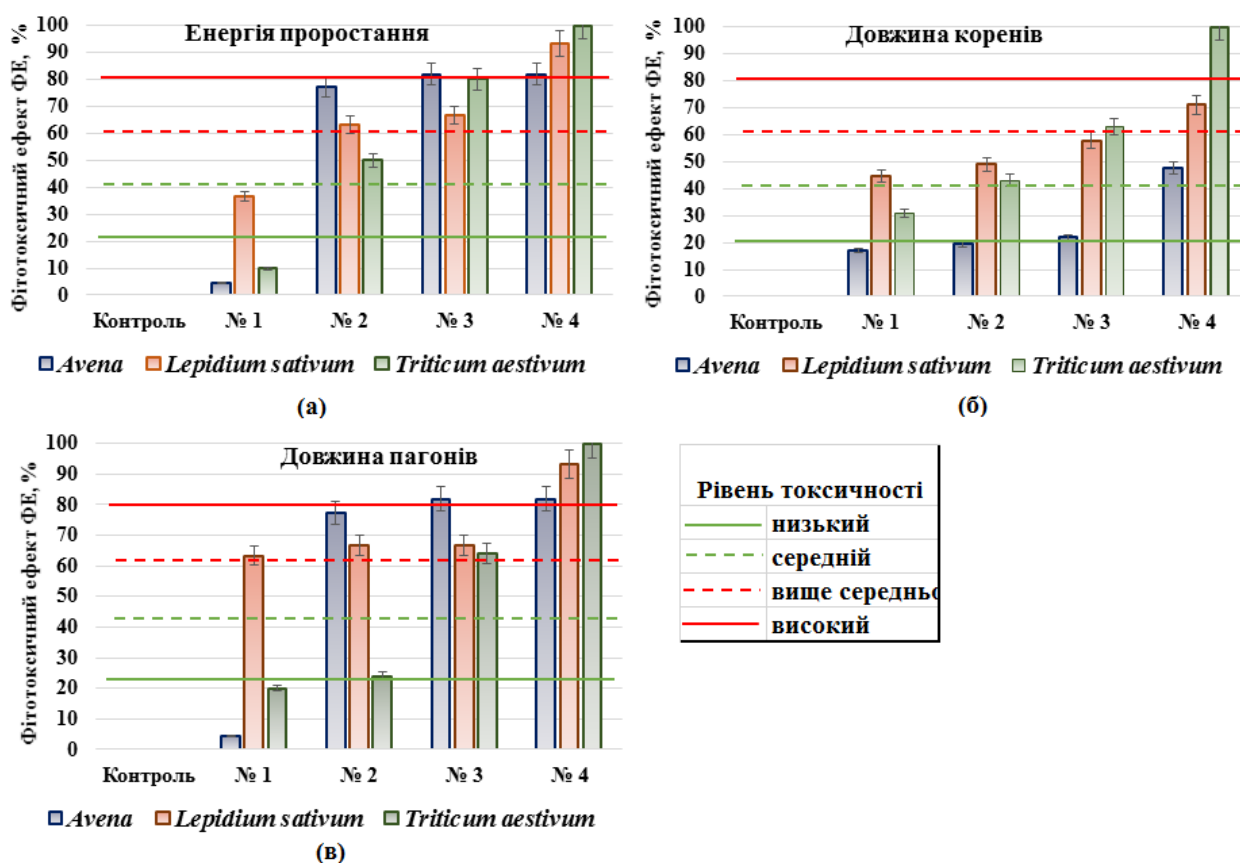 (а)
Енергія проростання
Фітотоксичний ефект ФЕ, %
100
90
80
70
60
50
40
30
20
10
0
Контроль № 1 № 2 № 3 № 4
Avena Lepidium sativum Triticum aestivum
(а)
Довжина коренів
Фітотоксичний ефект ФЕ, %
100
90
80
70
60
50
40
30
20
10
0
Контроль № 1 № 2 № 3 № 4
Avena Lepidium sativum Triticum aestivum
(б)
Довжина пагонів
Фітотоксичний ефект ФЕ, %
100
90
80
70
60
50
40
30
20
10
0
Контроль № 1 № 2 № 3 № 4
Avena Lepidium sativum Triticum aestivum
(в)
Рівень токсичності
низький
середній
вище середньо
високий